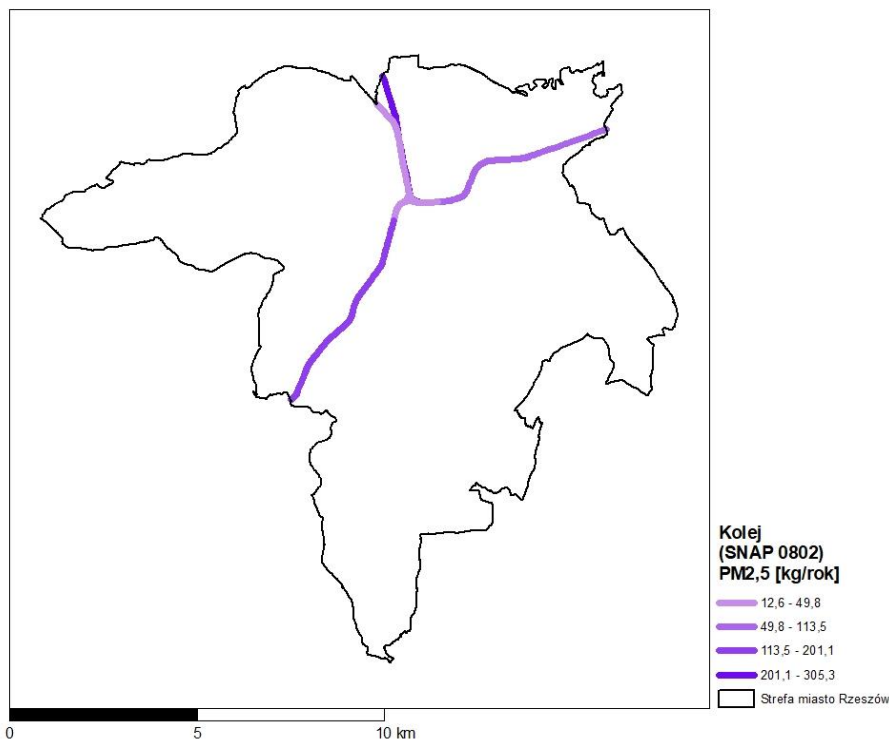 Kolej
(SNAP 0802)
PM2,5 [kg/rok]
12,6 - 49,8
49,8 - 113,5
113,5 - 201,1
201,1 - 305,3
Strefa miasto Rzeszów
0 5 10 km